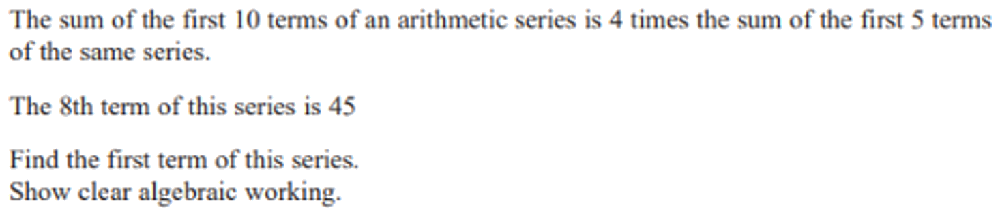 The sum of the first 10 terms of an arithmetic series is 4 times the sum of the first 5 terms
of the same series.
The 8th term of this series is 45
Find the first term of this series.
Show clear algebraic working.